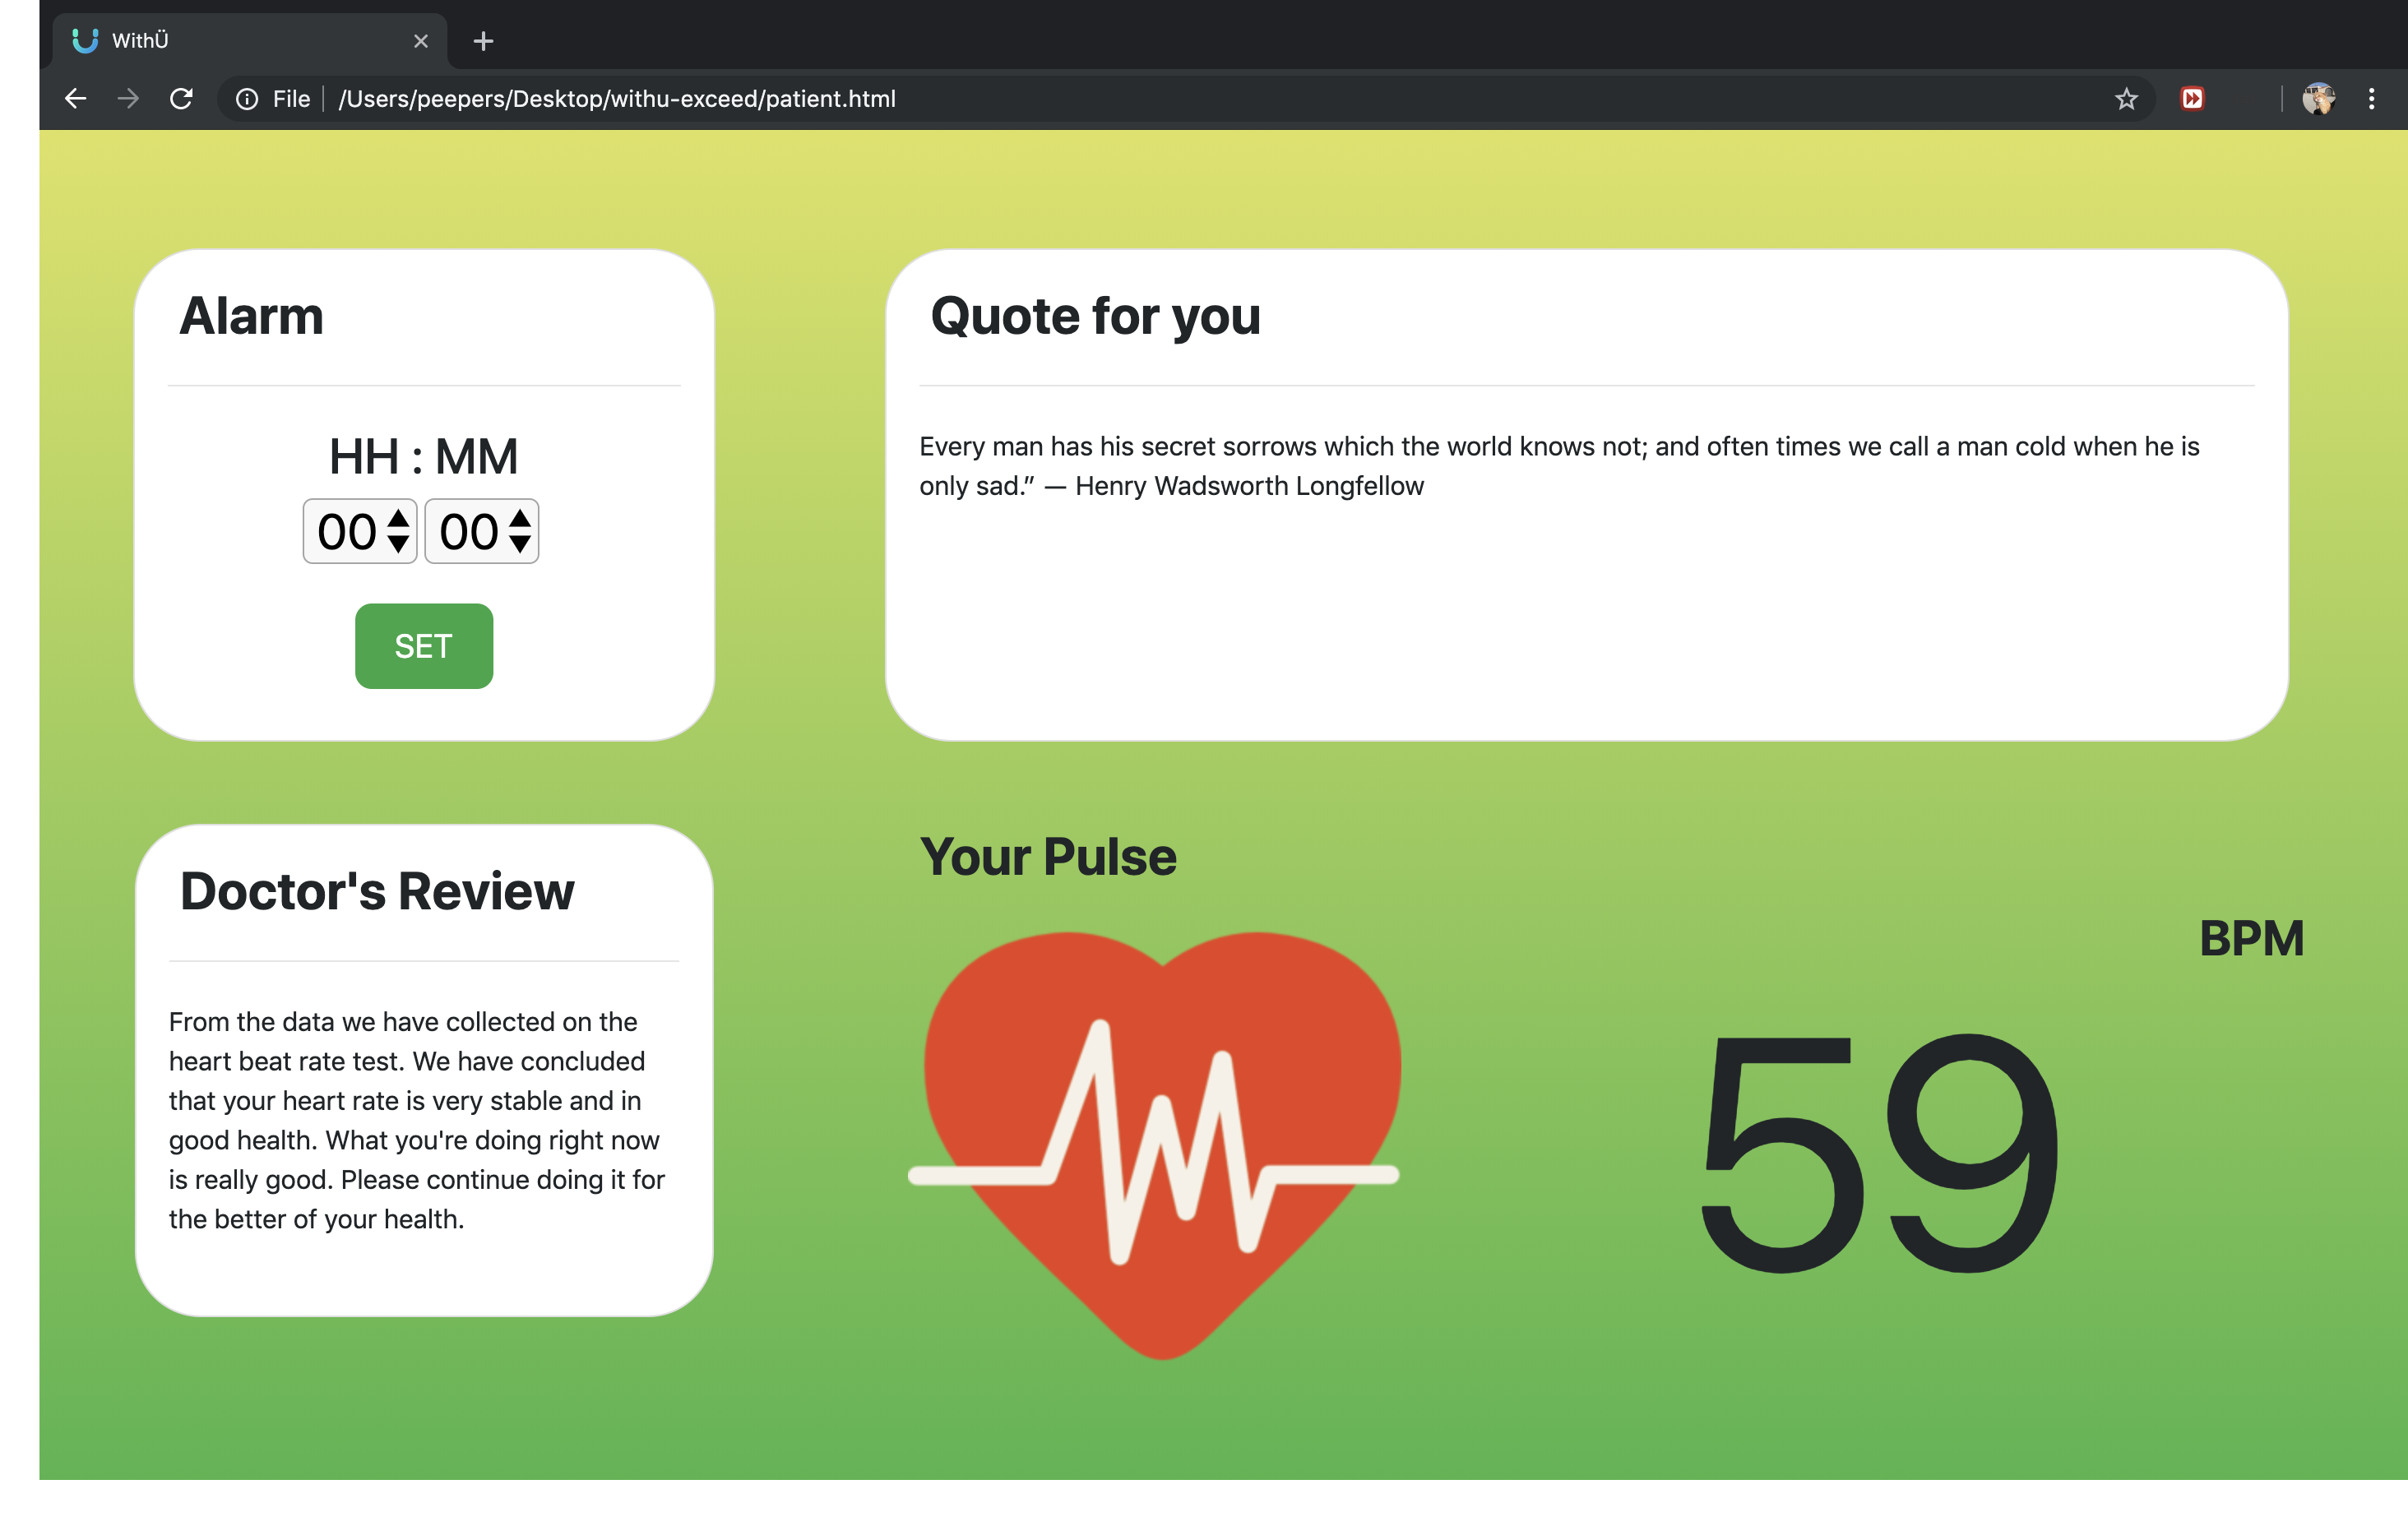 WithÜ
File
/Users/peepers/Desktop/withu-exceed/patient.html
Alarm
HH : MM
00 00
SET
Quote for you
Every man has his secret sorrows which the world knows not; and often times we call a man cold when he is
only sad.” — Henry Wadsworth Longfellow
Doctor's Review
From the data we have collected on the
heart beat rate test. We have concluded
that your heart rate is very stable and in
good health. What you're doing right now
is really good. Please continue doing it for
the better of your health.
Your Pulse
BPM
59